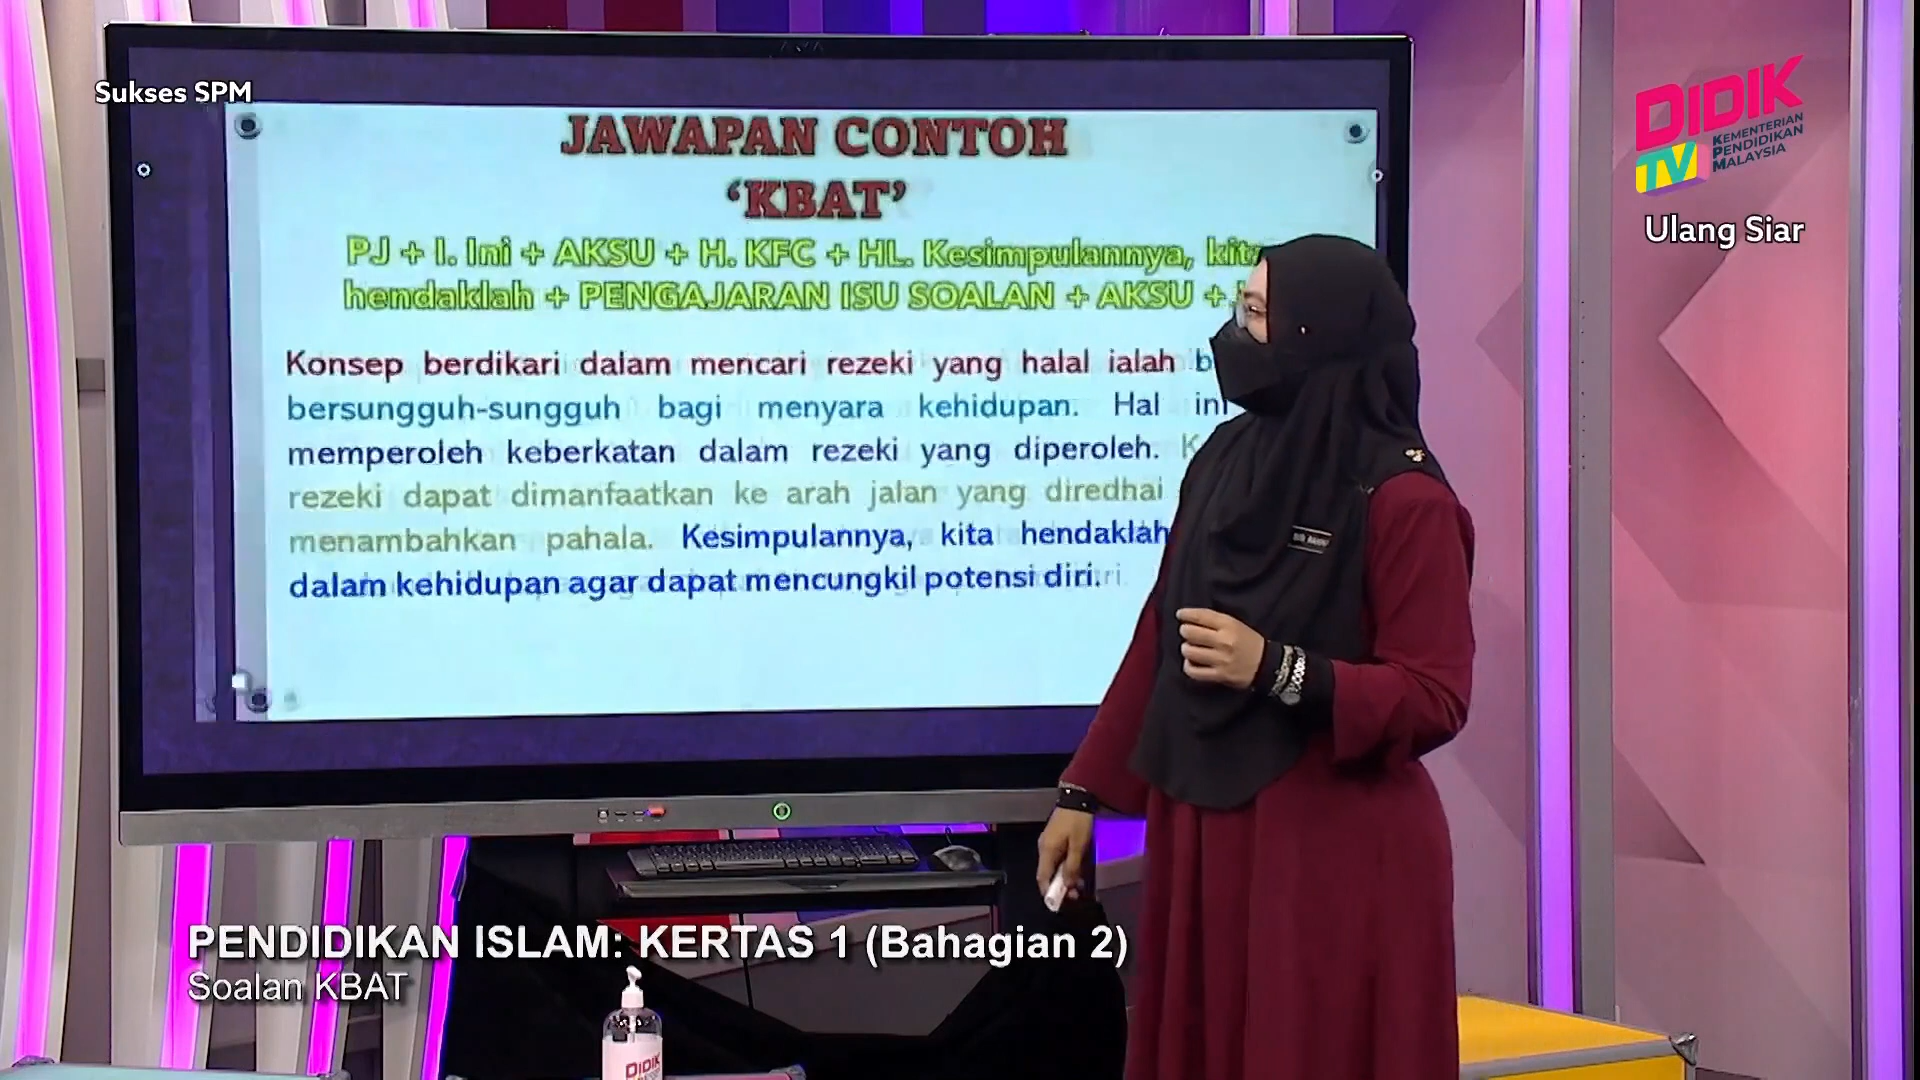 Sukses SPM
JAWAPAN CONTOH
‘KBAT’
PJ + I. Ini + AKSU + H. KFC + HL. Kesimpulannya, kita
hendaklah + PENGAJARAN ISU SOALAN + AKSU +
Konsep berdikari dalam mencari rezeki yang halal ialah
bersungguh-sungguh bagi menyara kehidupan. Hal ini
memperoleh keberkatan dalam rezeki yang diperoleh.
rezeki dapat dimanfaatkan ke arah jalan yang diredhai
menambahkan pahala. Kesimpulannya, kita hendaklah
dalam kehidupan agar dapat mencungkil potensi diri.
DIDIK
TV
KEMENTERIAN
PENDIDIKAN
MALAYSIA
Ulang Siar
PENDIDIKAN ISLAM: KERTAS 1 (Bahagian 2)
Soalan KBAT
DIDIK